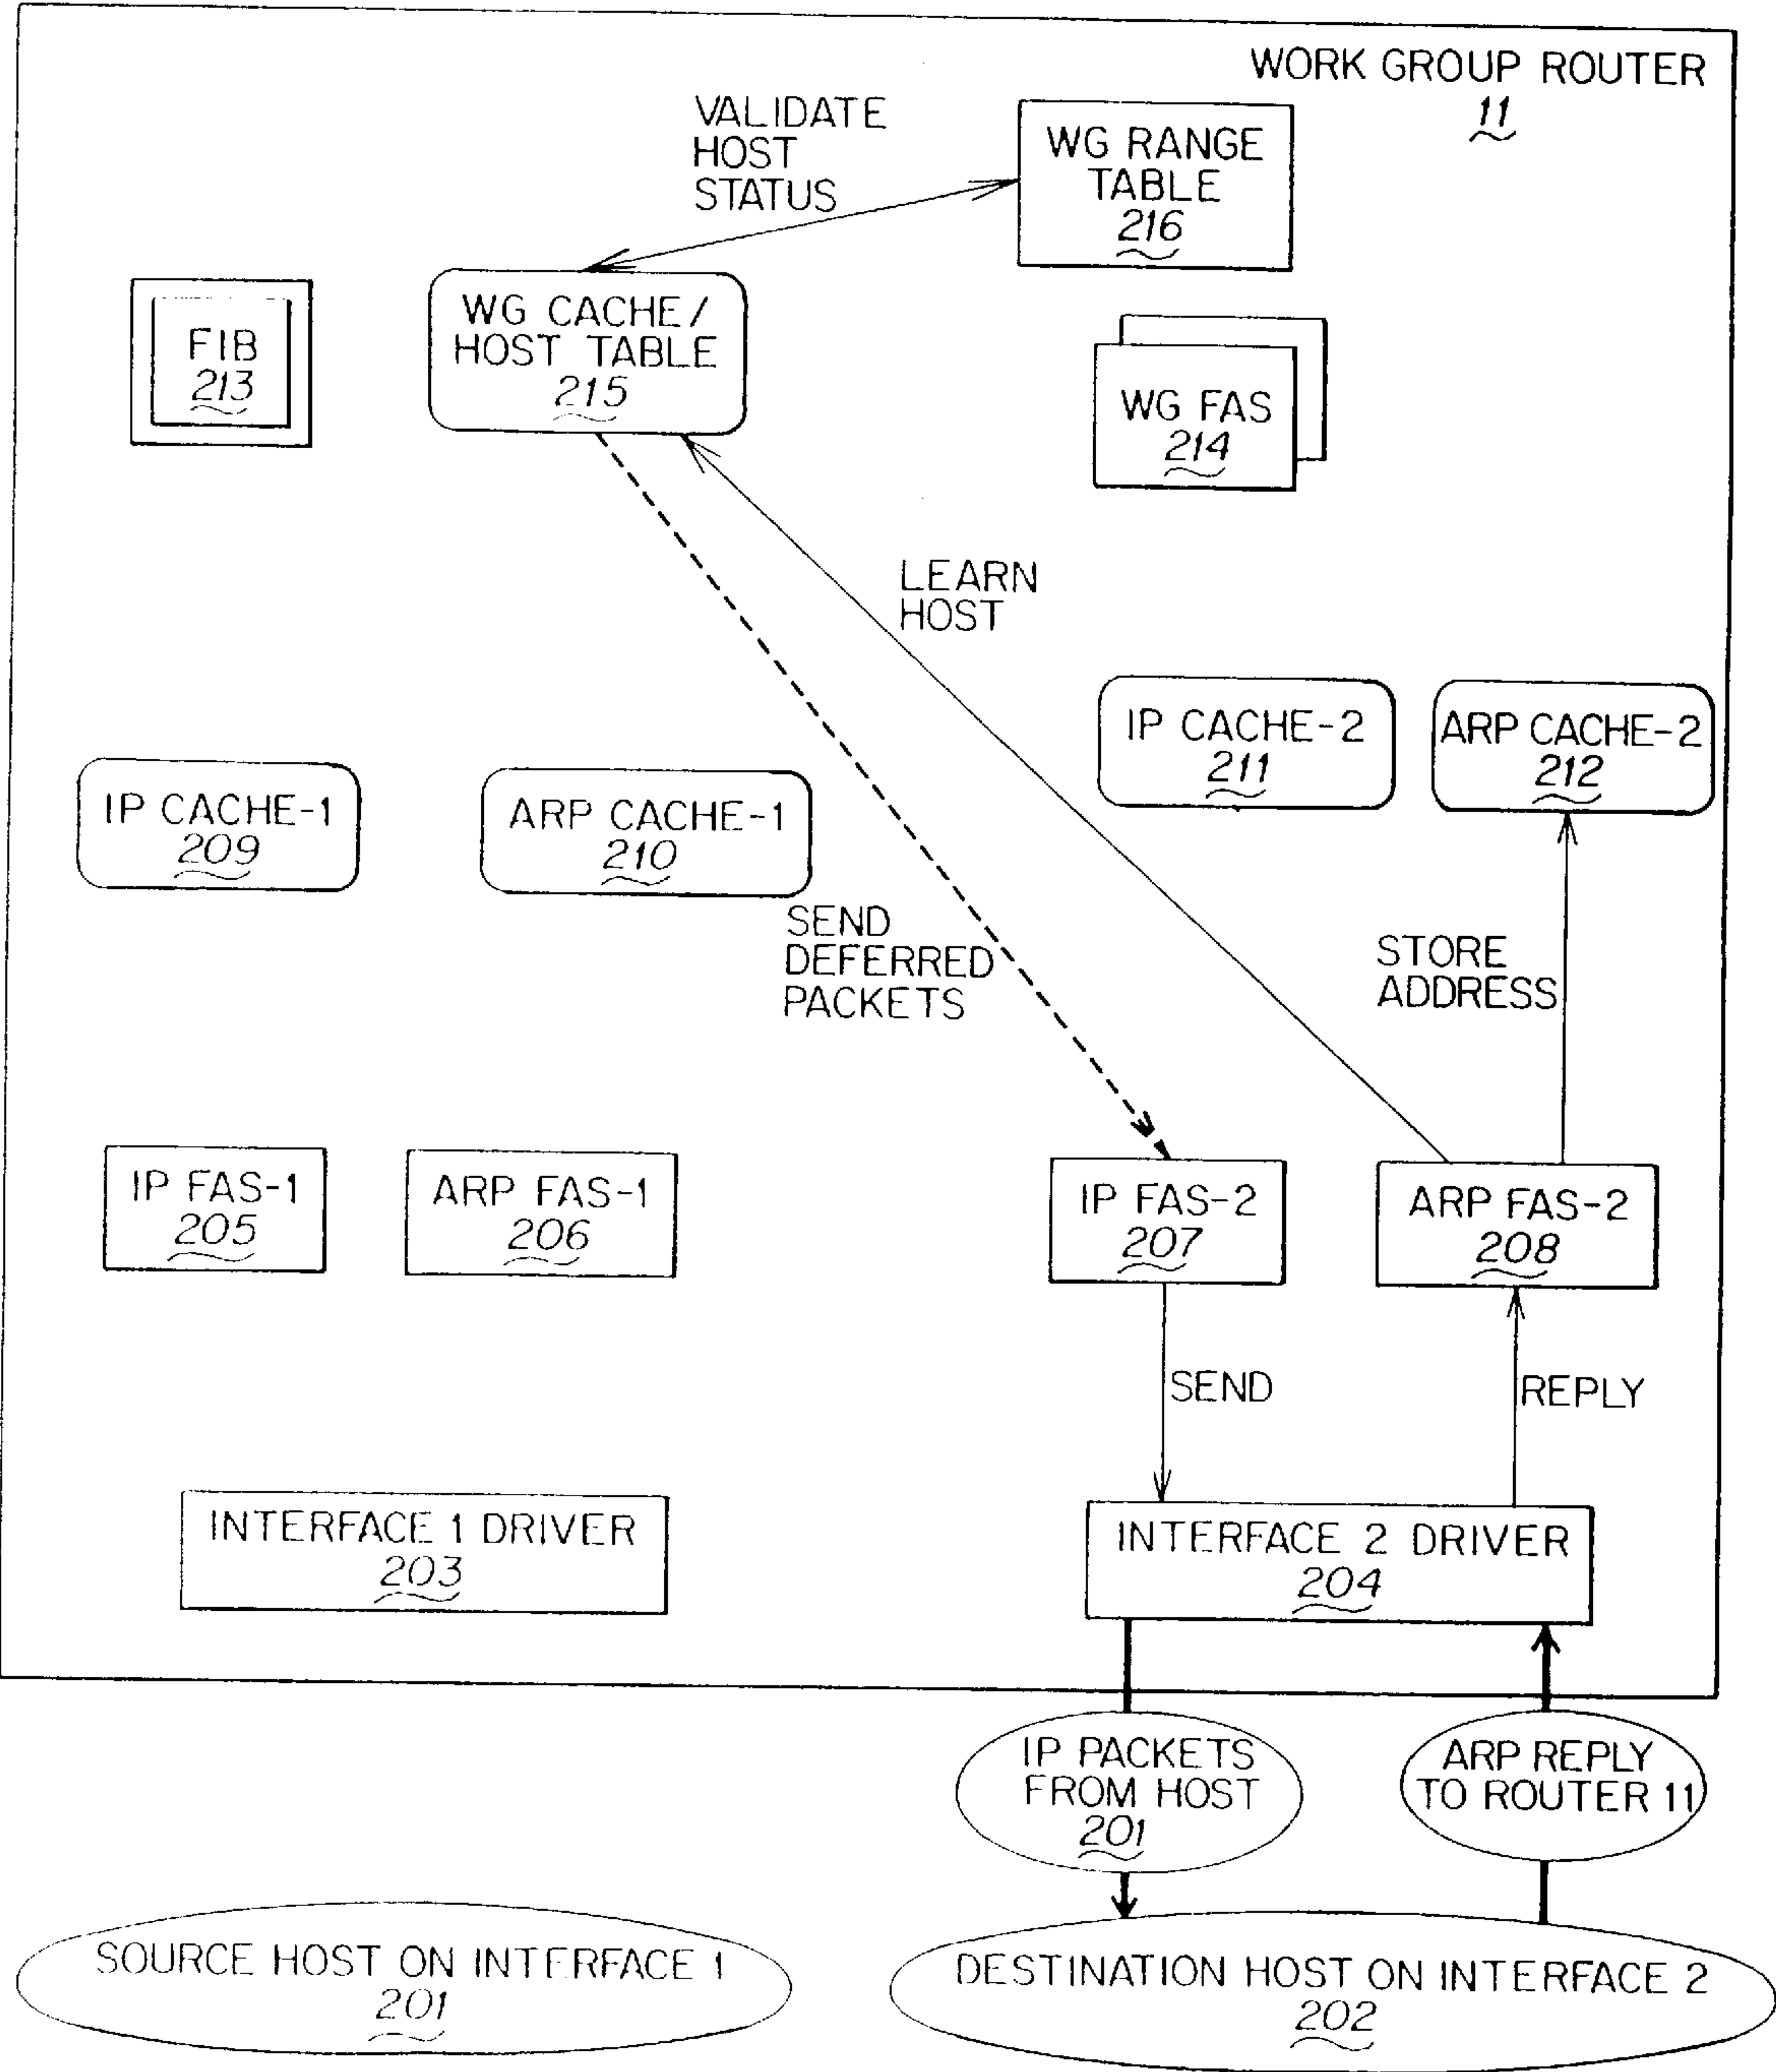 WORK GROUP ROUTER
11
VALIDATE
HOST
STATUS
WG RANGE
TABLE
216
FIB
213
WG CACHE/
HOST TABLE
215
WG FAS
214
LEARN
HOST
IP CACHE-2
211
ARP CACHE-2
212
IP CACHE-1
209
ARP CACHE-1
210
SEND
DEFERRED
PACKETS
STORE
ADDRESS
IP FAS-1
205
ARP FAS-1
206
IP FAS-2
207
ARP FAS-2
208
SEND
REPLY
INTERFACE 1 DRIVER
203
INTERFACE 2 DRIVER
204
IP PACKETS
FROM HOST
201
ARP REPLY
TO ROUTER 11
SOURCE HOST ON INTERFACE 1
201
DESTINATION HOST ON INTERFACE 2
202